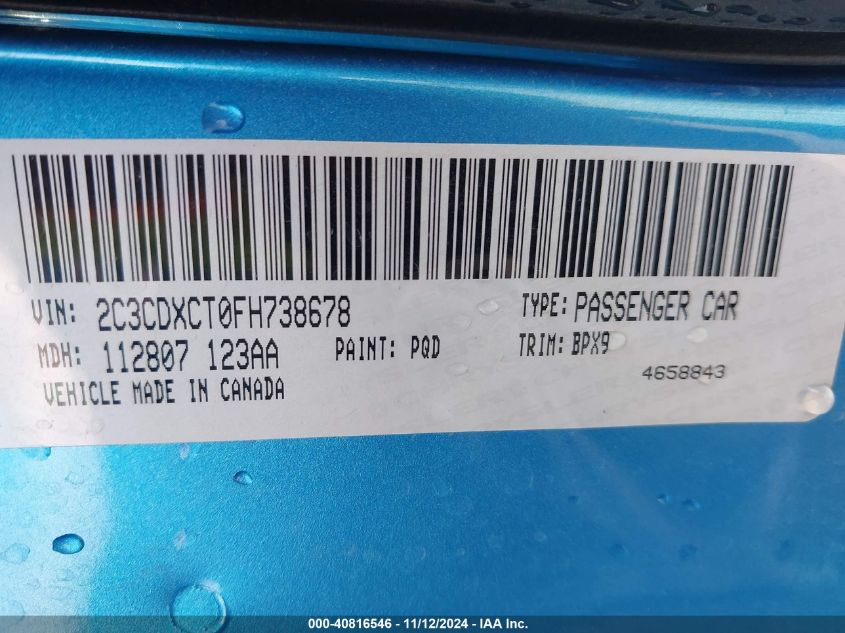 VIN: 2C3CDXCT0FH738678 TYPE: PASSENGER CAR
MDH: 112807 123AA PAINT: PQD TRIM: BPX9
VEHICLE MADE IN CANADA 4658843
000-40816546 - 11/12/2024 - IAA Inc.